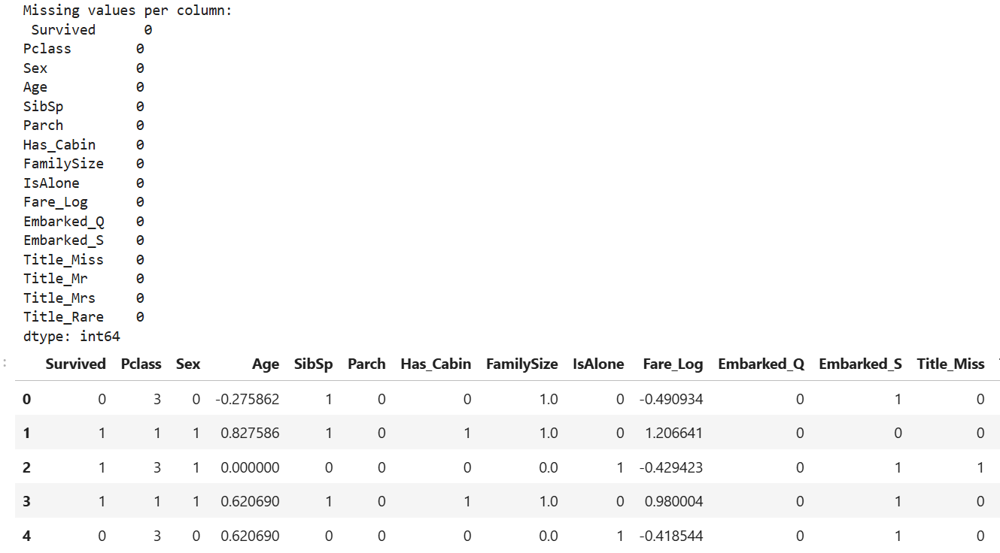 Missing values per column:
 Survived      0
Pclass        0
Sex           0
Age           0
SibSp         0
Parch         0
Has_Cabin     0
FamilySize    0
IsAlone       0
Fare_Log      0
Embarked_Q    0
Embarked_S    0
Title_Miss    0
Title_Mr      0
Title_Mrs     0
Title_Rare    0
dtype: int64
: Survived Pclass Sex Age SibSp Parch Has_Cabin FamilySize IsAlone Fare_Log Embarked_Q Embarked_S Title_Miss
0 0 3 0 -0.275862 1 0 0 1.0 0 -0.490934 0 1 0
1 1 1 1 0.827586 1 0 1 1.0 0 1.206641 0 0 0
2 1 3 1 0.000000 0 0 0 0.0 1 -0.429423 0 1 1
3 1 1 1 0.620690 1 0 1 1.0 0 0.980004 0 1 0
4 0 3 0 0.620690 0 0 0 0.0 1 -0.418544 0 1 0